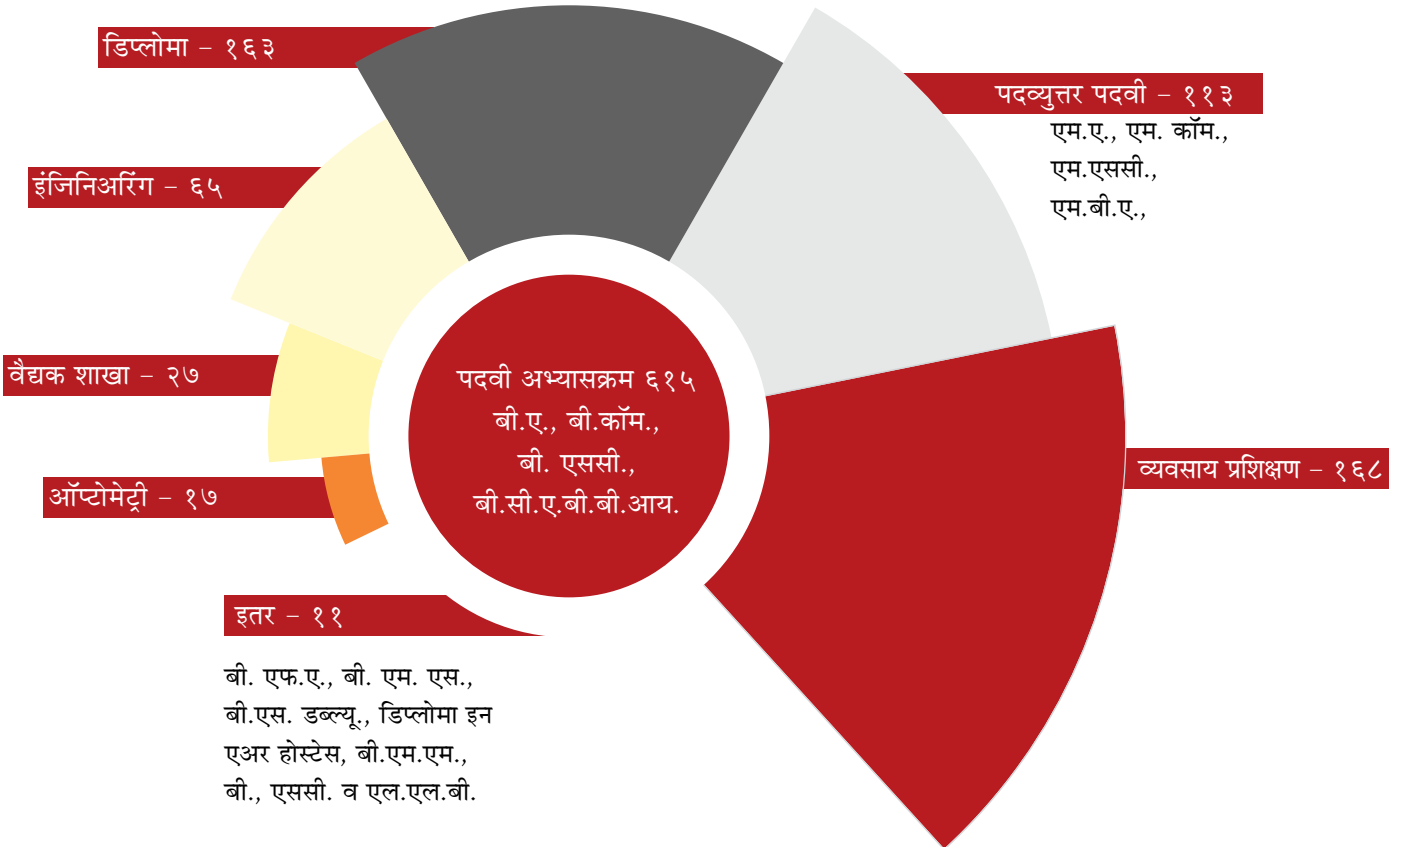 डिप्लोमा – १६३
पदव्युत्तर पदवी – ११३
एम.ए., एम. कॉम.,
एम.एससी.,
एम.बी.ए.,
इंजिनिअरिंग – ६५
वैद्यक शाखा – २७
पदवी अभ्यासक्रम ६१५
बी.ए., बी.कॉम.,
बी. एससी.,
बी.सी.ए.बी.बी.आय.
व्यवसाय प्रशिक्षण – १६८
ऑप्टोमेट्री – १७
इतर – ११
बी. एफ.ए., बी. एम. एस.,
बी.एस. डब्ल्यू., डिप्लोमा इन
एअर होस्टेस, बी.एम.एम.,
बी., एससी. व एल.एल.बी.